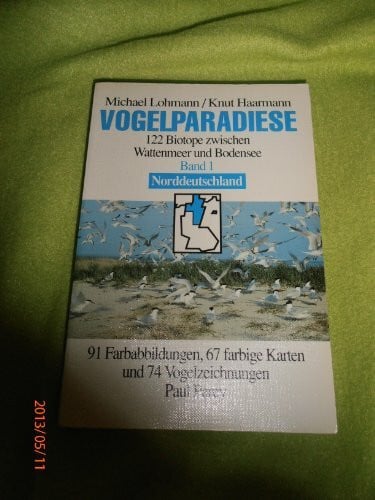 Michael Lohmann/Knut Haarmann
VOGELPARADIESE
122 Biotope zwischen
Wattenmeer und Bodensee
Band 1
Norddeutschland
91 Farbabbildungen, 67 farbige Karten
und 74 Vogelzeichnungen
Paul Parey
2013/05/11